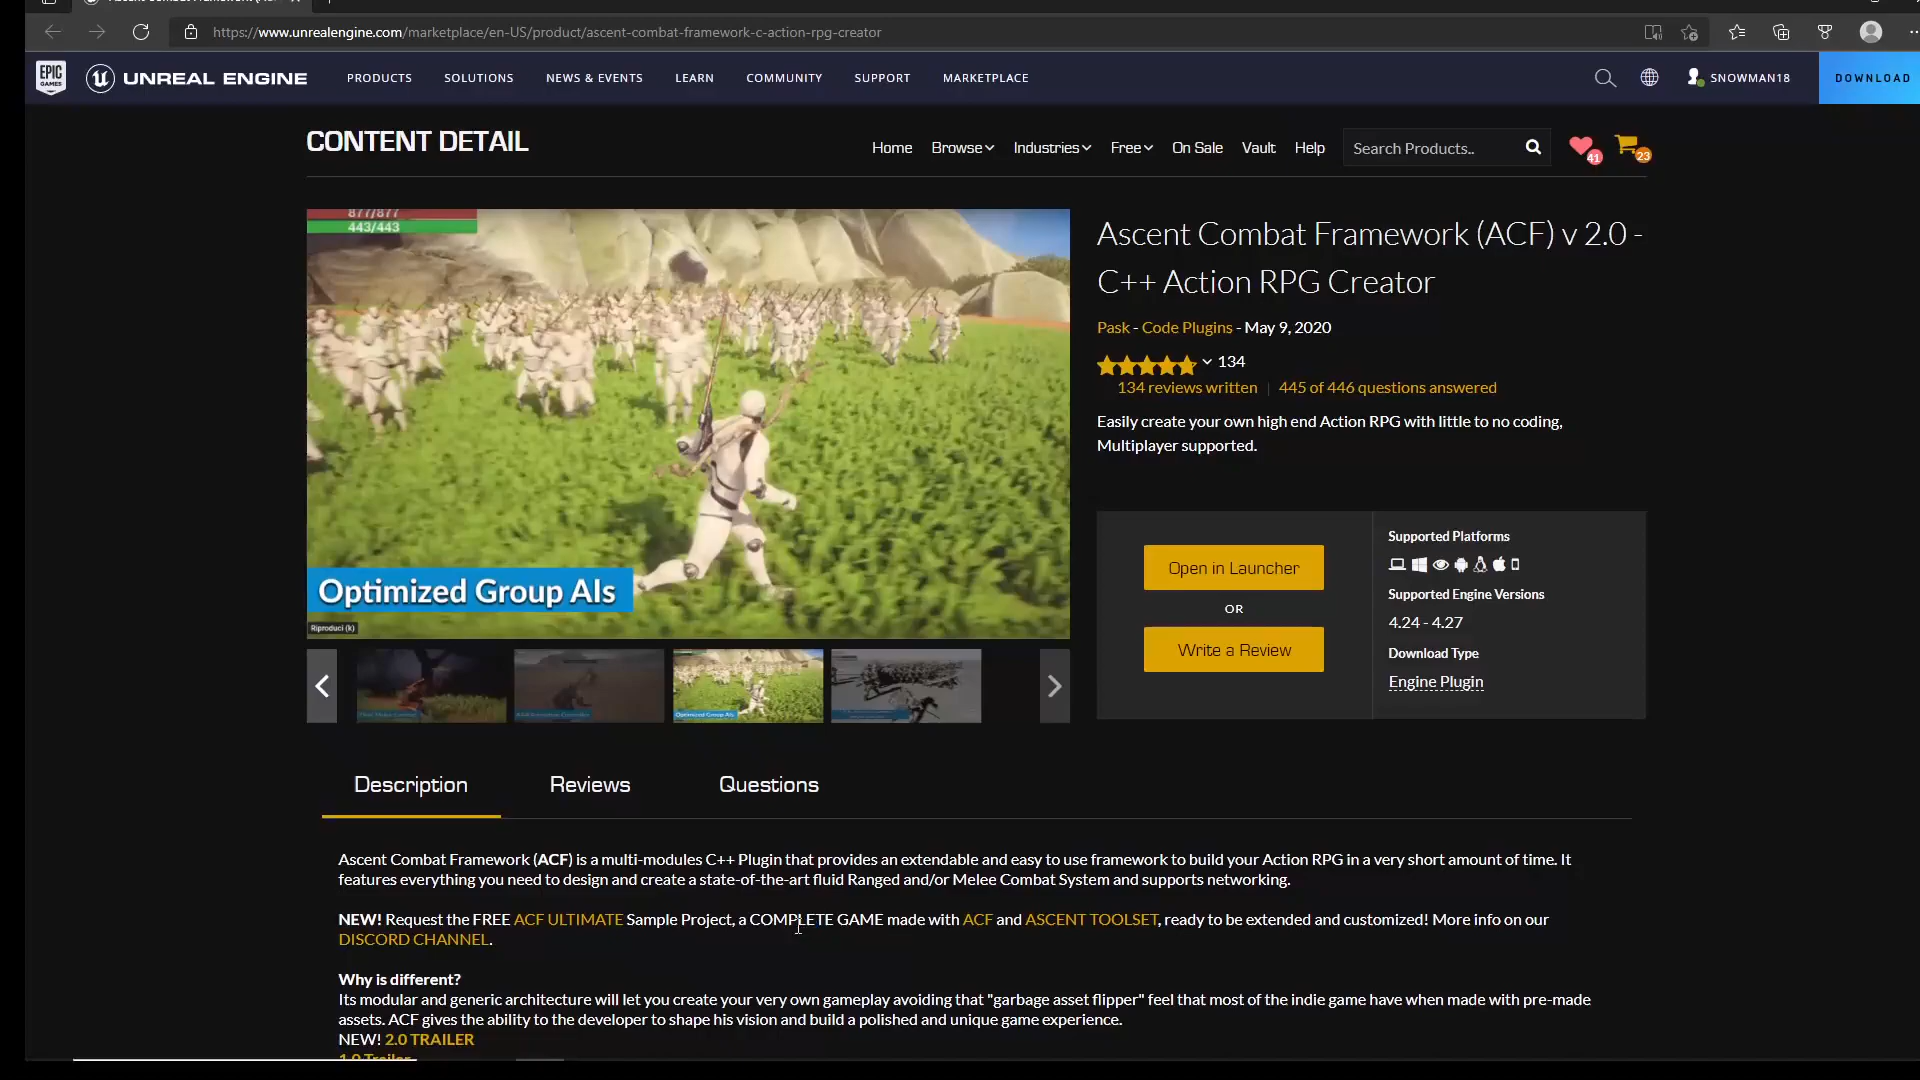 https://www.unrealengine.com/marketplace/en-US/product/ascent-combat-framework-c-action-rpg-creator
EPIC GAMES
UNREAL ENGINE
PRODUCTS
SOLUTIONS
NEWS & EVENTS
LEARN
COMMUNITY
SUPPORT
MARKETPLACE
SNOWMAN18
DOWNLOAD
CONTENT DETAIL
Home
Browse
Industries
Free
On Sale
Vault
Help
Search Products..
41
23
877/877
443/443
Optimized Group AIs
Riproduci (k)
Optimized Group AIs
Ascent Combat Framework (ACF) v 2.0 -
C++ Action RPG Creator
Pask - Code Plugins - May 9, 2020
134
134 reviews written
445 of 446 questions answered
Easily create your own high end Action RPG with little to no coding,
Multiplayer supported.
Open in Launcher
OR
Write a Review
Supported Platforms
Supported Engine Versions
4.24 - 4.27
Download Type
Engine Plugin
Description
Reviews
Questions
Ascent Combat Framework (ACF) is a multi-modules C++ Plugin that provides an extendable and easy to use framework to build your Action RPG in a very short amount of time. It
features everything you need to design and create a state-of-the-art fluid Ranged and/or Melee Combat System and supports networking.
NEW! Request the FREE ACF ULTIMATE Sample Project, a COMPLETE GAME made with ACF and ASCENT TOOLSET, ready to be extended and customized! More info on our
DISCORD CHANNEL.
Why is different?
Its modular and generic architecture will let you create your very own gameplay avoiding that "garbage asset flipper" feel that most of the indie game have when made with pre-made
assets. ACF gives the ability to the developer to shape his vision and build a polished and unique game experience.
NEW! 2.0 TRAILER
1.0 Trailer